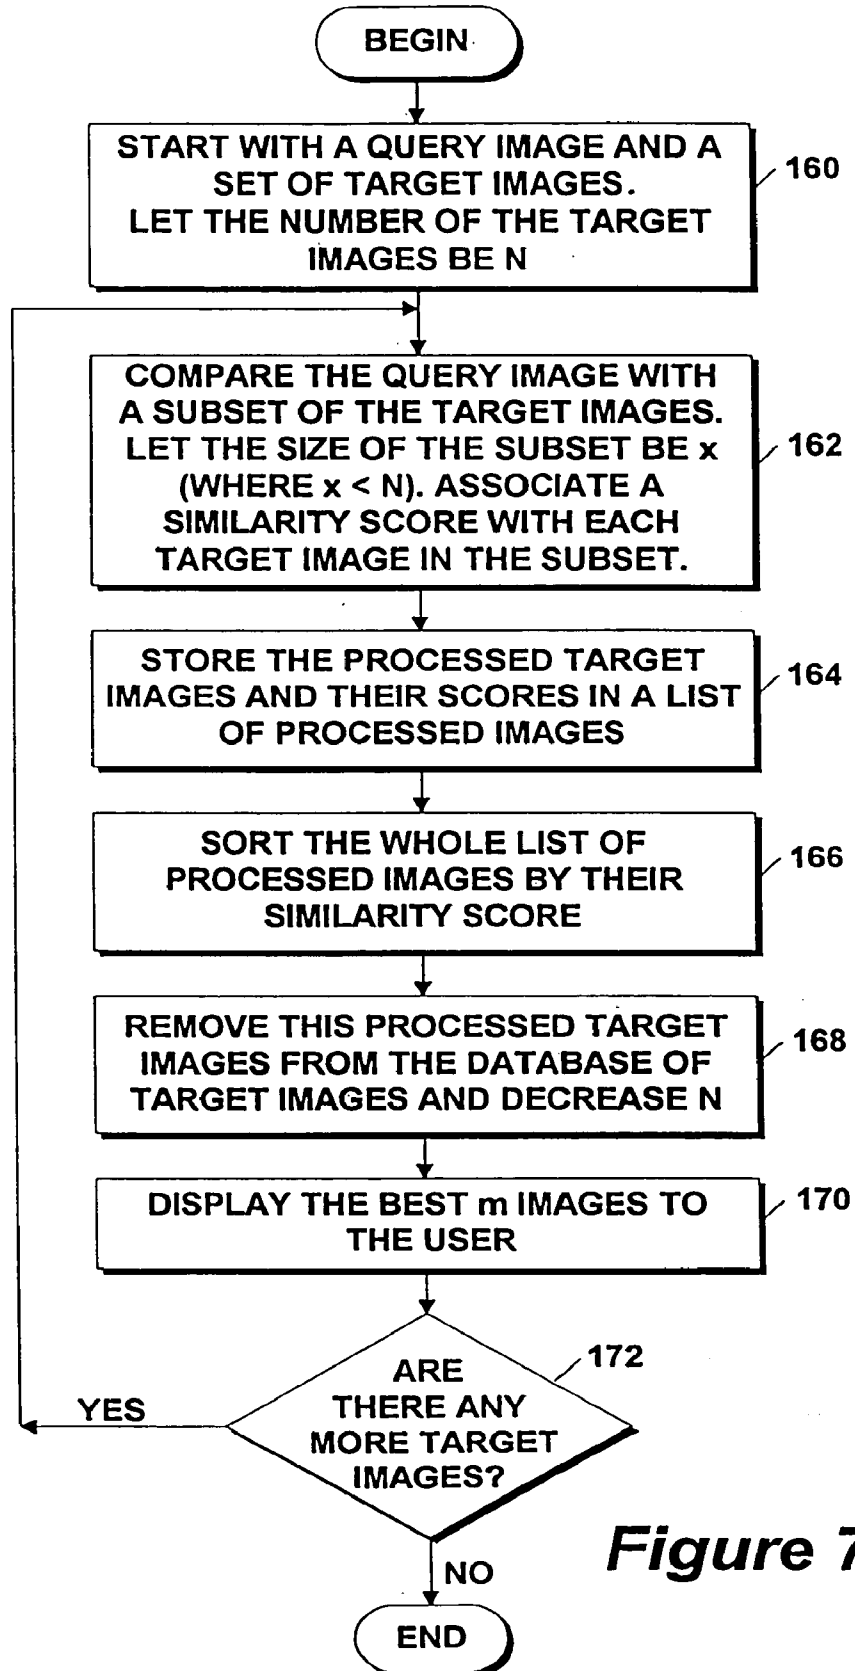 BEGIN
START WITH A QUERY IMAGE AND A
SET OF TARGET IMAGES.
LET THE NUMBER OF THE TARGET
IMAGES BE N
160
COMPARE THE QUERY IMAGE WITH
A SUBSET OF THE TARGET IMAGES.
LET THE SIZE OF THE SUBSET BE x
(WHERE x < N). ASSOCIATE A
SIMILARITY SCORE WITH EACH
TARGET IMAGE IN THE SUBSET.
162
STORE THE PROCESSED TARGET
IMAGES AND THEIR SCORES IN A LIST
OF PROCESSED IMAGES
164
SORT THE WHOLE LIST OF
PROCESSED IMAGES BY THEIR
SIMILARITY SCORE
166
REMOVE THIS PROCESSED TARGET
IMAGES FROM THE DATABASE OF
TARGET IMAGES AND DECREASE N
168
DISPLAY THE BEST m IMAGES TO
THE USER
170
ARE
THERE ANY
MORE TARGET
IMAGES?
172
YES
NO
END
Figure 7